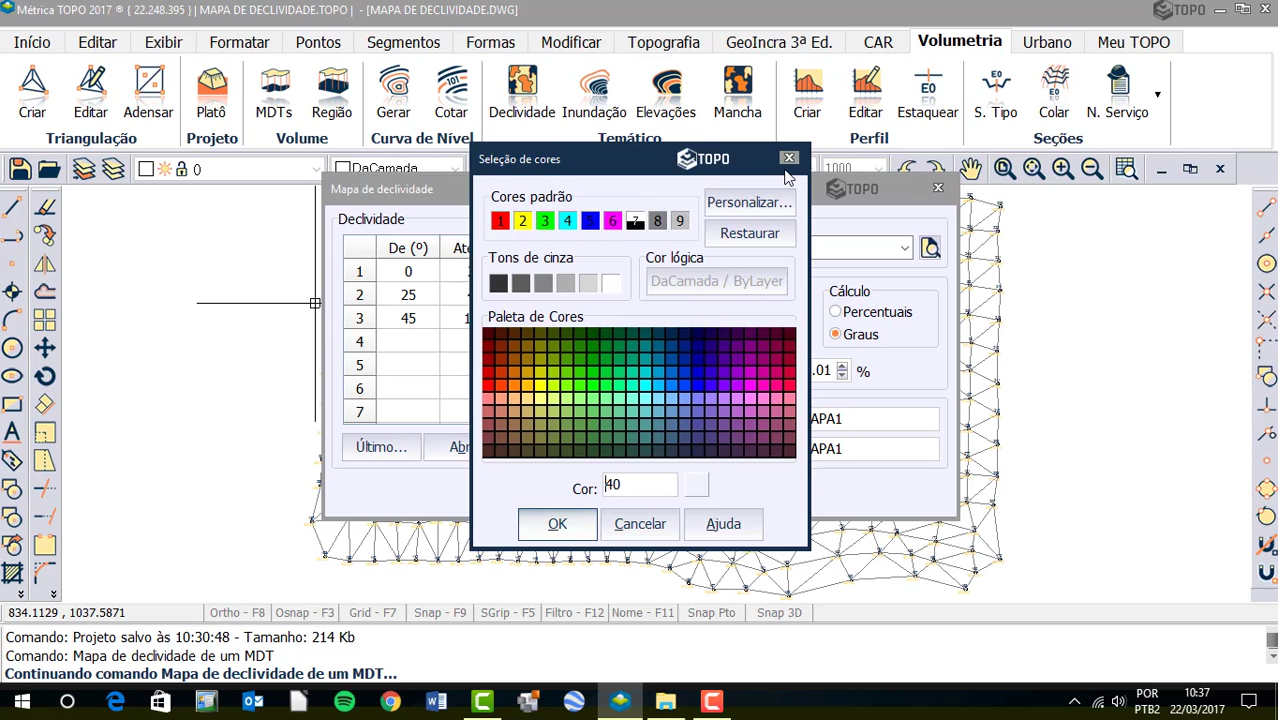 Métrica TOPO 2017 ® ( 22.248.395 ) | MAPA DE DECLIVIDADE.TOPO | - [MAPA DE DECLIVIDADE.DWG]
TOPO
Início Editar Exibir Formatar Pontos Segmentos Formas Modificar Topografia GeoIncra 3ª Ed. CAR Volumetria Urbano Meu TOPO
Criar Editar Adensar Platô MDTs Região Gerar Cotar Declividade Inundação Elevações Mancha Criar Editar Estaquear S. Tipo Colar N. Serviço
Triangulação Projeto Volume Curva de Nível Temático Perfil Seções
0 DaCamada 1000
Seleção de cores TOPO
Mapa de declividade TOPO
Declividade
De (º)
1 0
2 25
3 45
4
5
6
7
Último...
Cores padrão
Personalizar...
1 2 3 4 5 6 7 8 9
Restaurar
Tons de cinza
Cor lógica
DaCamada / ByLayer
Paleta de Cores
Cor: 40
OK Cancelar Ajuda
Cálculo
Percentuais
Graus
.01 %
APA1
APA1
834.1129 , 1037.5871 Ortho - F8 Osnap - F3 Grid - F7 Snap - F9 SGrip - F5 Filtro - F12 Nome - F11 Snap Pto Snap 3D
Comando: Projeto salvo às 10:30:48 - Tamanho: 214 Kb
Comando: Mapa de declividade de um MDT
Continuando comando Mapa de declividade de um MDT...
POR
PTB2
10:37
22/03/2017